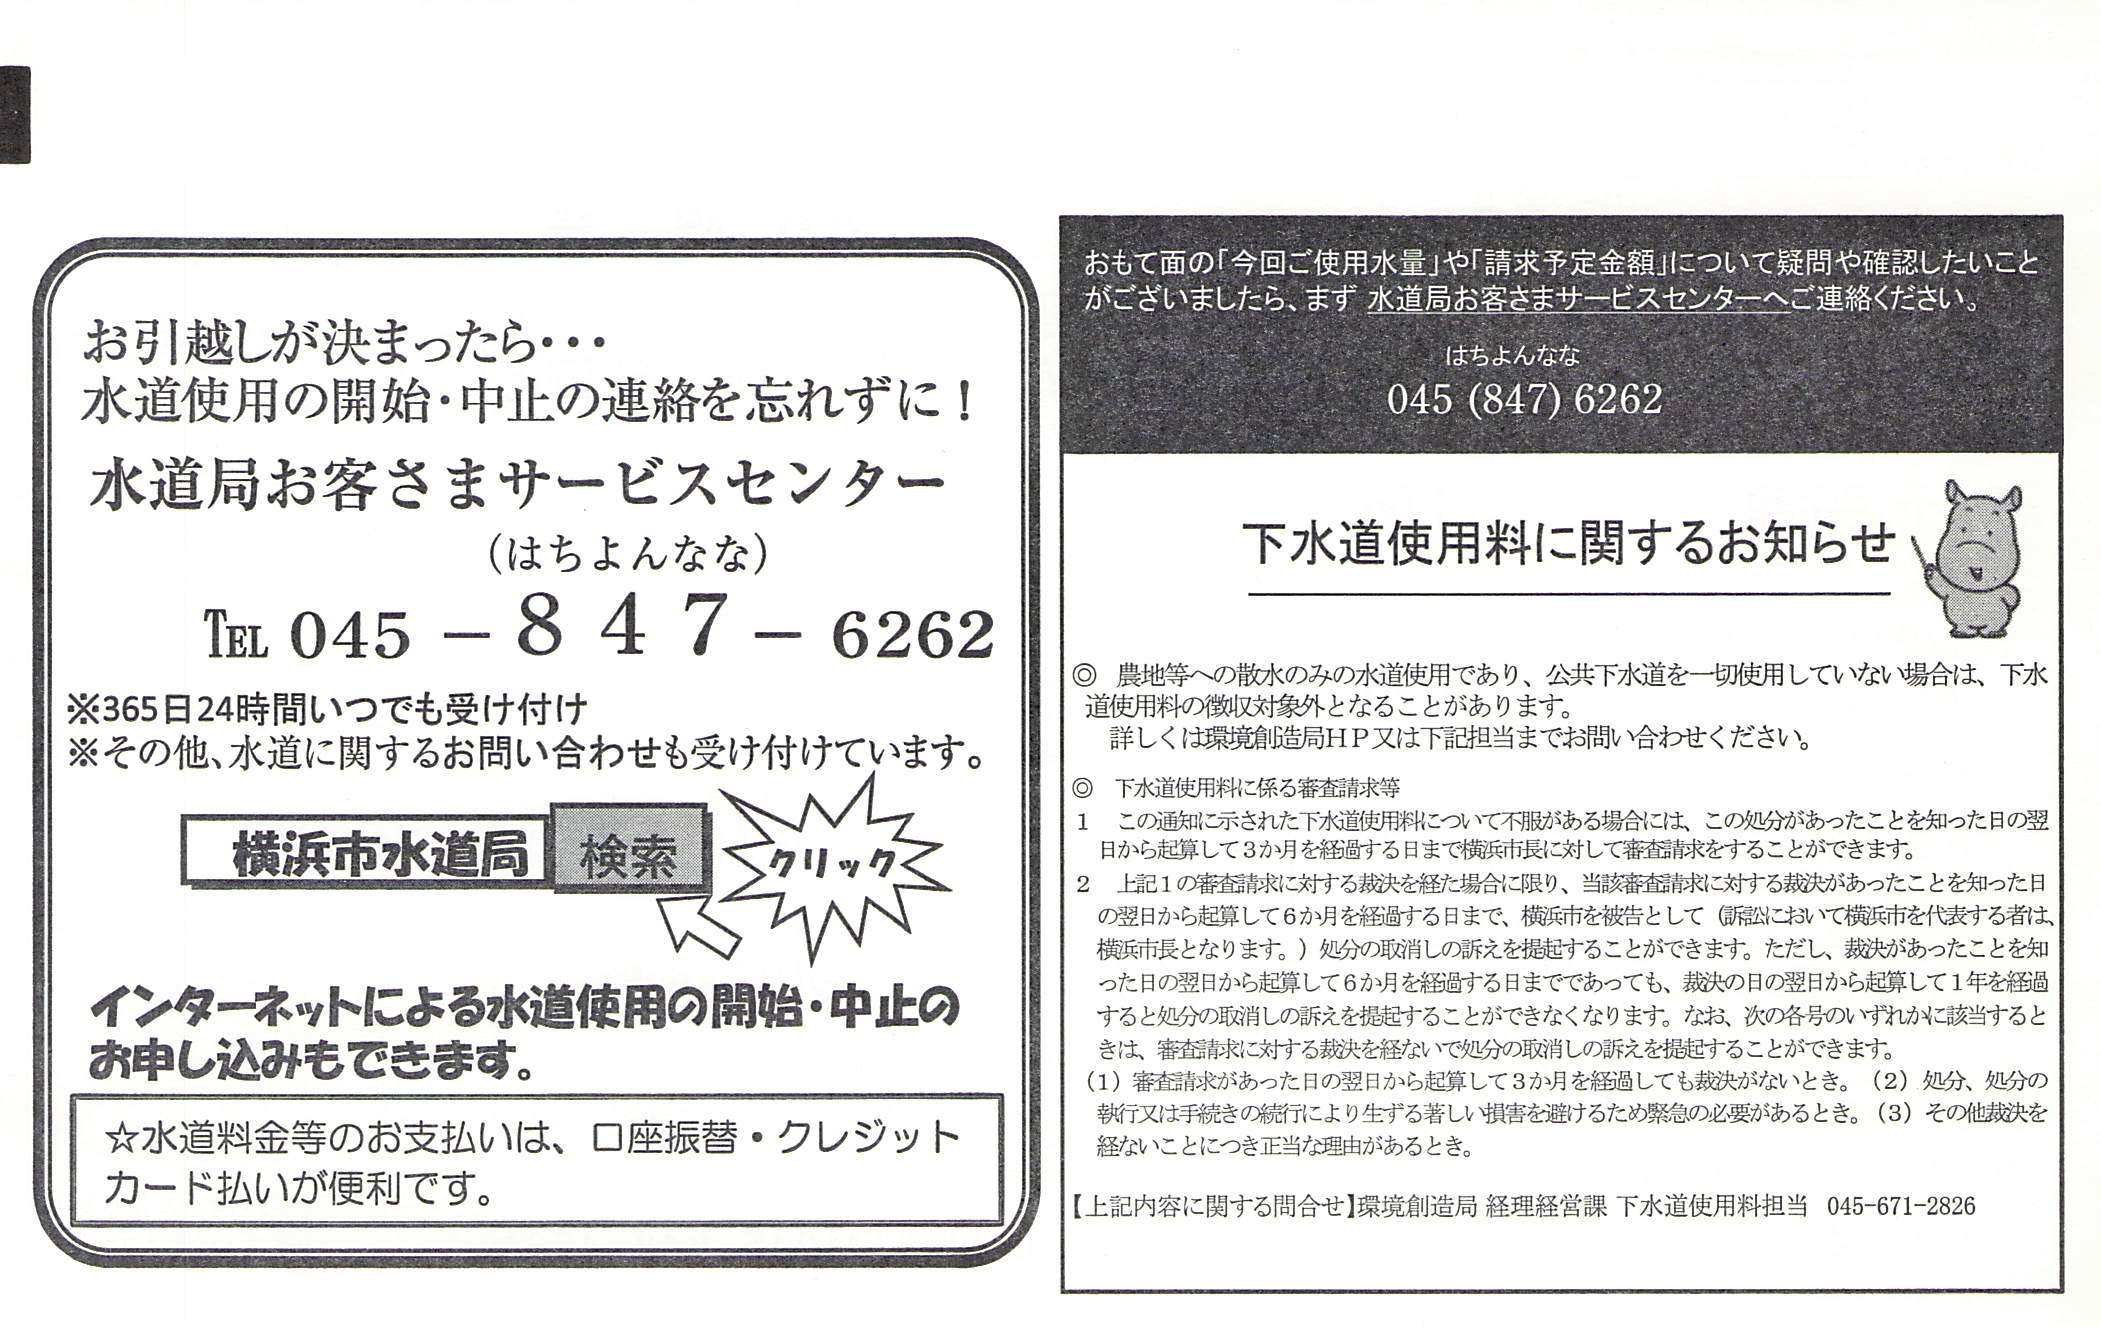 お引越しが決まったら・・・
水道使用の開始・中止の連絡を忘れずに！
水道局お客さまサービスセンター
（はちよんなな）
TEL 045 － 847 － 6262
※365日24時間いつでも受け付け
※その他、水道に関するお問い合わせも受け付けています。
横浜市水道局 検索 クリック
インターネットによる水道使用の開始・中止の
お申し込みもできます。
☆水道料金等のお支払いは、口座振替・クレジット
カード払いが便利です。
おもて面の「今回ご使用水量」や「請求予定金額」について疑問や確認したいこと
がございましたら、まず 水道局お客さまサービスセンターへご連絡ください。
はちよんなな
045 (847) 6262
下水道使用料に関するお知らせ
◎　農地等への散水のみの水道使用であり、公共下水道を一切使用していない場合は、下水
道使用料の徴収対象外となることがあります。
詳しくは環境創造局ＨＰ又は下記担当までお問い合わせください。
◎　下水道使用料に係る審査請求等
１　この通知に示された下水道使用料について不服がある場合には、この処分があったことを知った日の翌
日から起算して３か月を経過する日まで横浜市長に対して審査請求をすることができます。
２　上記１の審査請求に対する裁決を経た場合に限り、当該審査請求に対する裁決があったことを知った日
の翌日から起算して６か月を経過する日まで、横浜市を被告として（訴訟において横浜市を代表する者は、
横浜市長となります。）処分の取消しの訴えを提起することができます。ただし、裁決があったことを知
った日の翌日から起算して６か月を経過する日までであっても、裁決の日の翌日から起算して１年を経過
すると処分の取消しの訴えを提起することができなくなります。なお、次の各号のいずれかに該当すると
きは、審査請求に対する裁決を経ないで処分の取消しの訴えを提起することができます。
（1）審査請求があった日の翌日から起算して３か月を経過しても裁決がないとき。（2）処分、処分の
執行又は手続きの続行により生ずる著しい損害を避けるため緊急の必要があるとき。（3）その他裁決を
経ないことにつき正当な理由があるとき。
【上記内容に関する問合せ】環境創造局 経理経営課 下水道使用料担当 045-671-2826